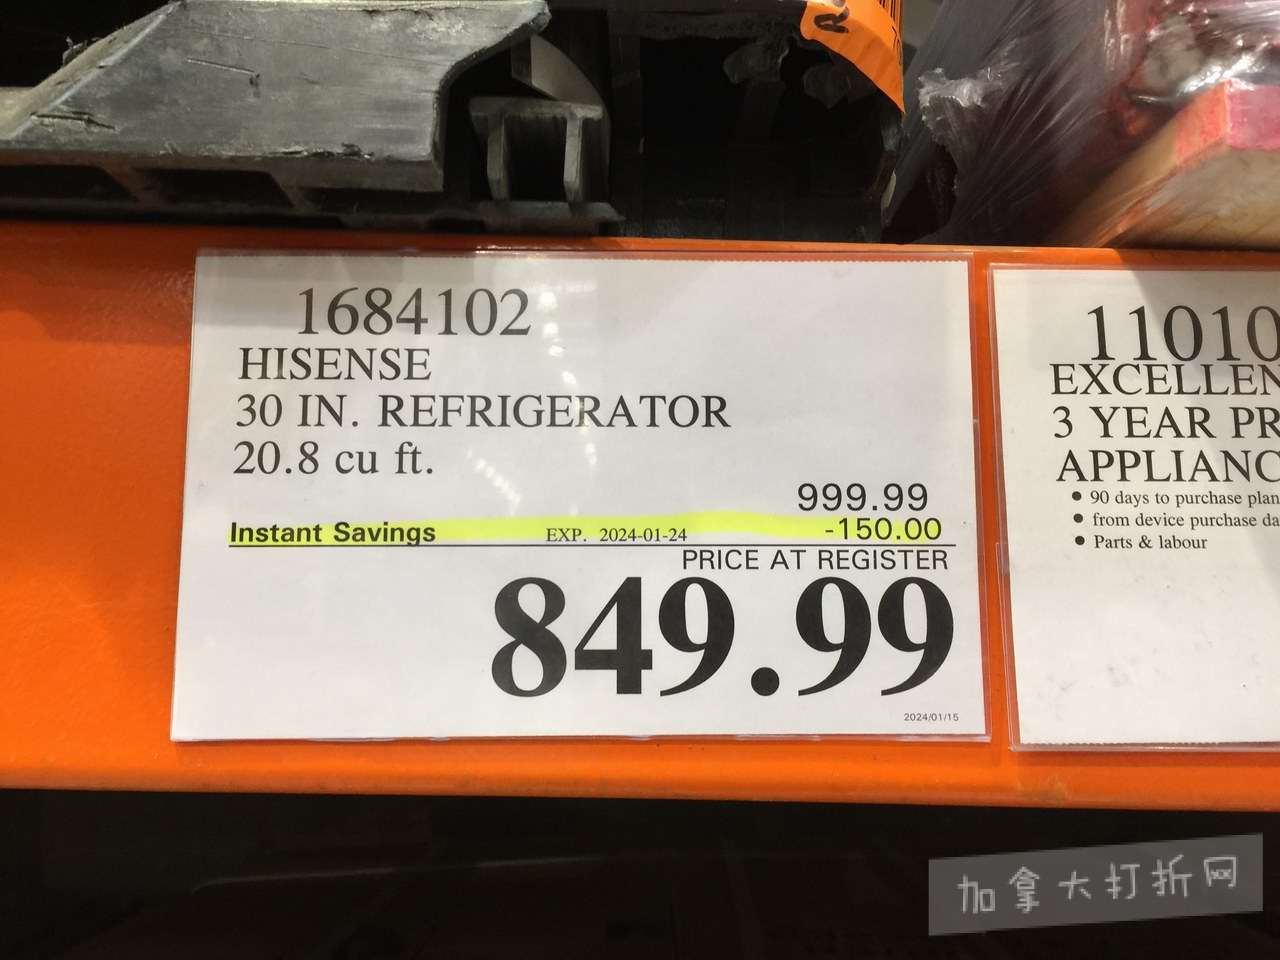 1684102
HISENSE
30 IN. REFRIGERATOR
20.8 cu ft.
999.99
Instant Savings EXP. 2024-01-24 -150.00
PRICE AT REGISTER
849.99
2024/01/15
11010
EXCELLEN
3 YEAR PR
APPLIANC
• 90 days to purchase plan
• from device purchase da
• Parts & labour
加拿大打折网